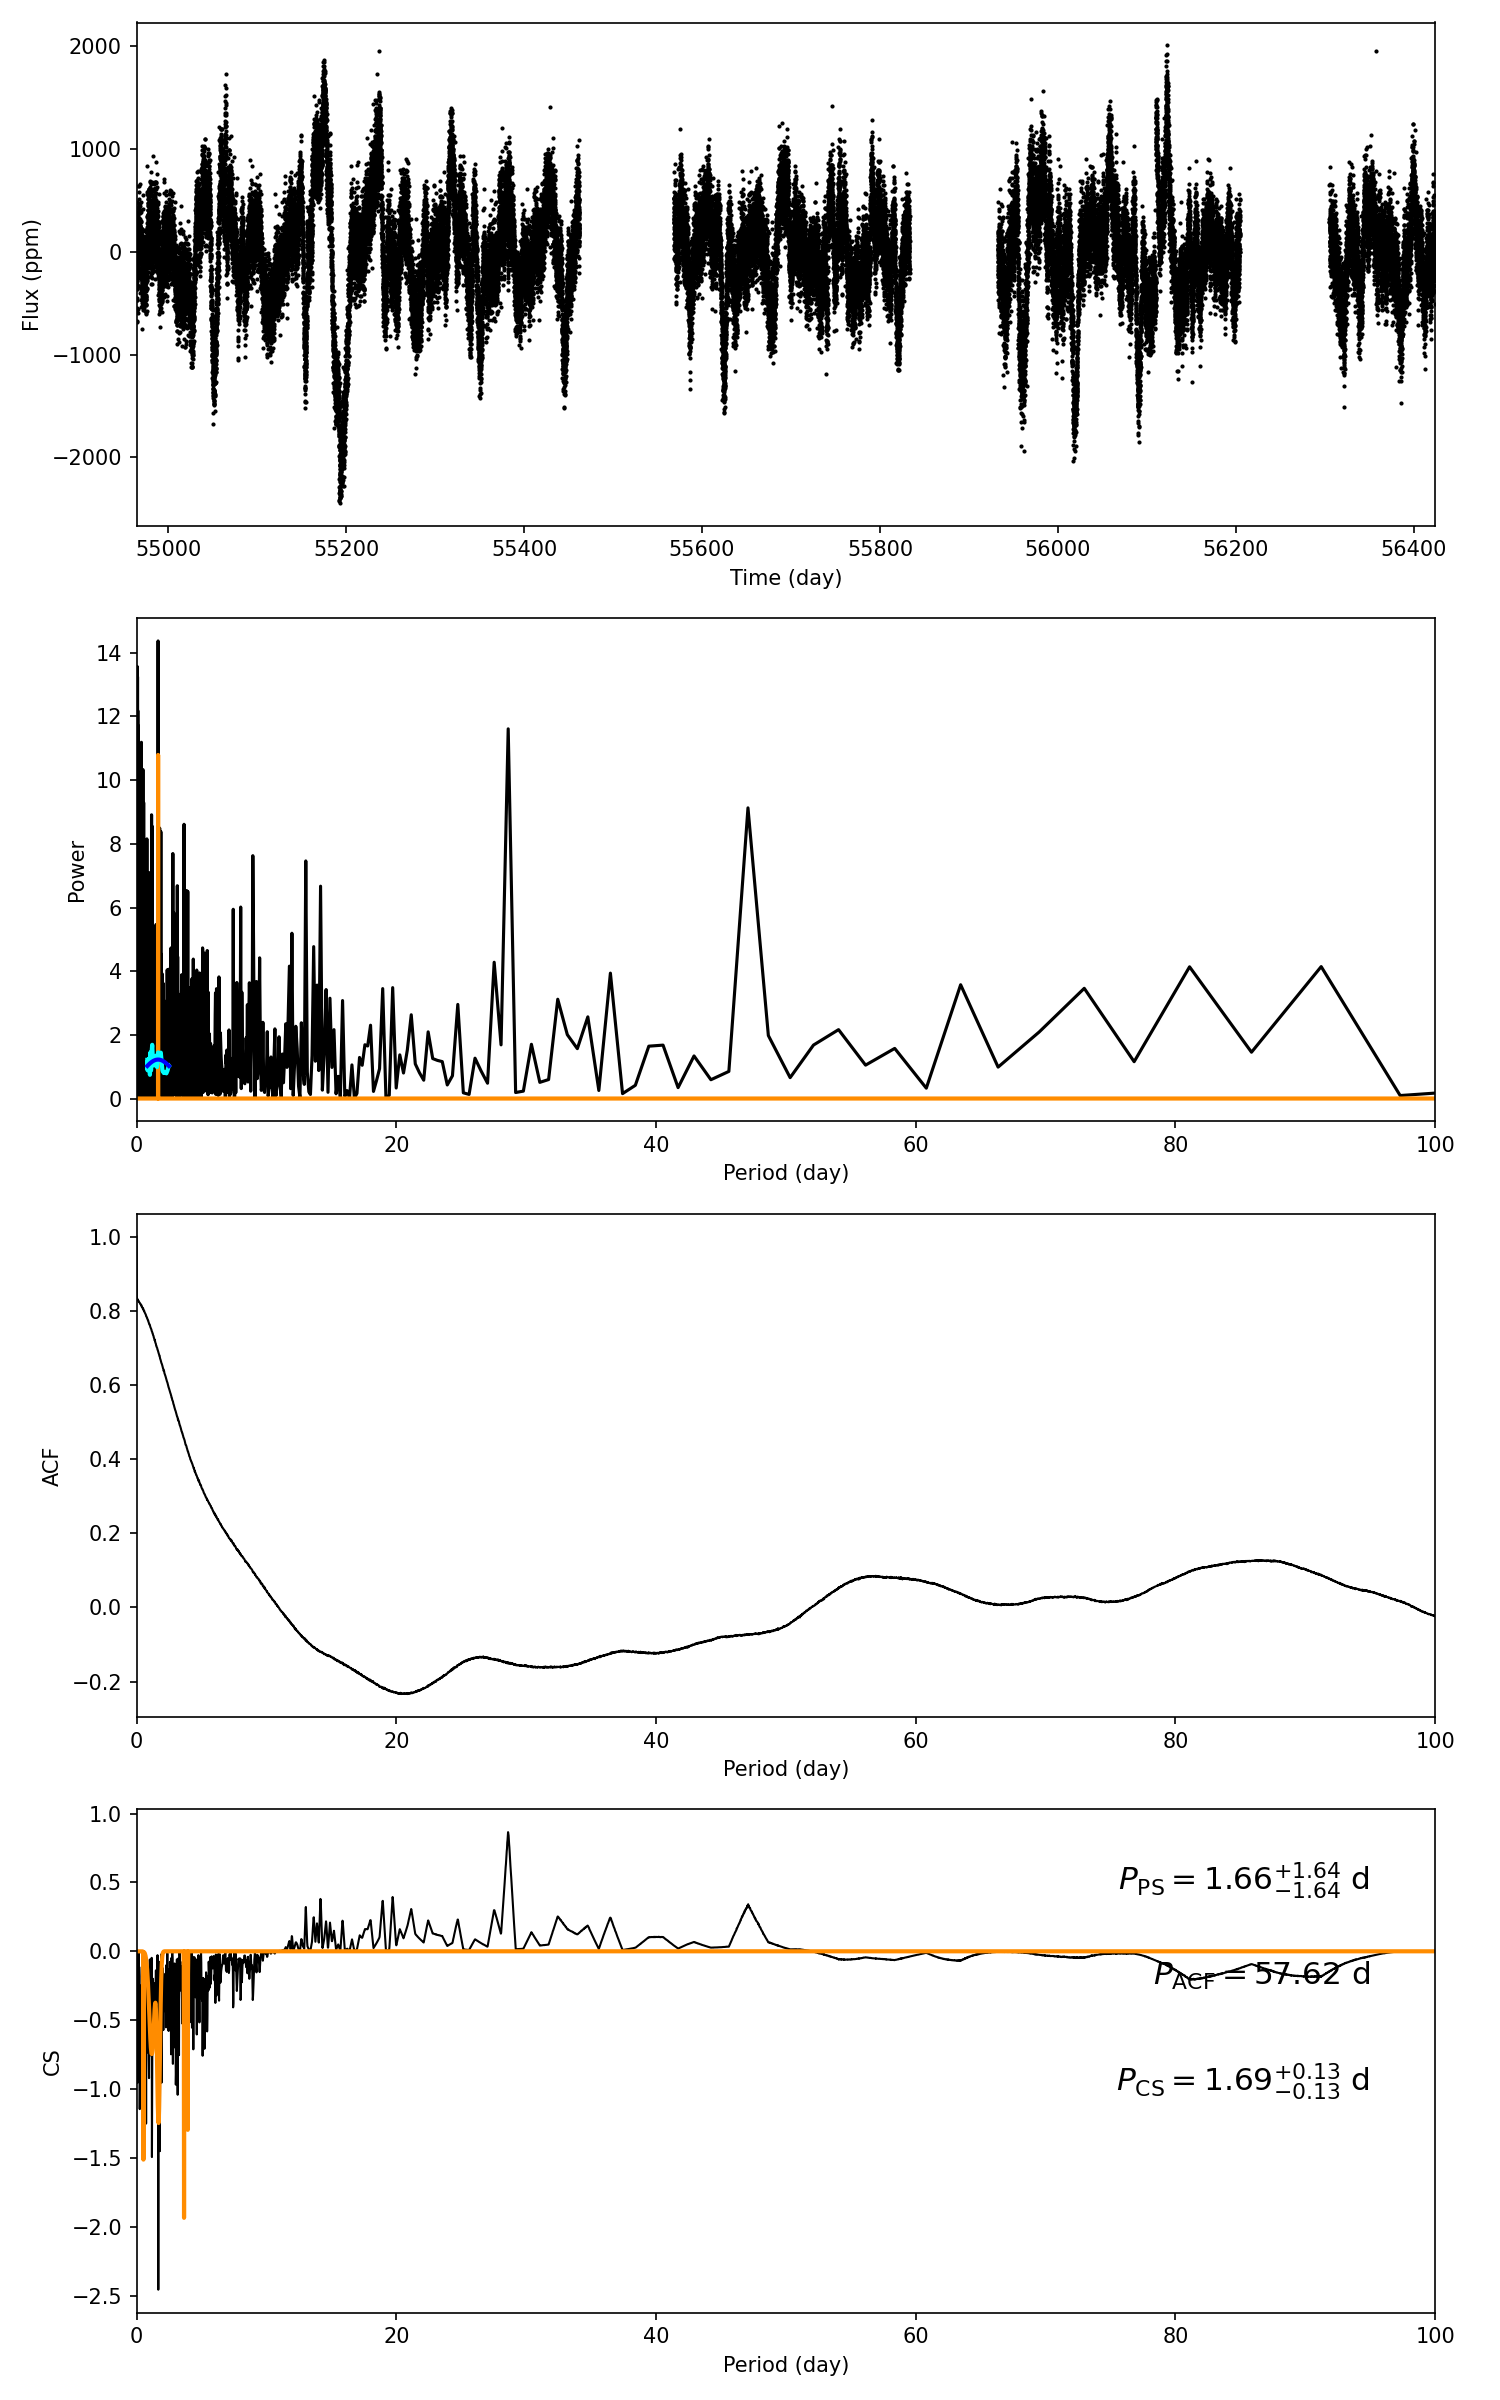 2000
1000
0
−1000
−2000
Flux (ppm)
55000 55200 55400 55600 55800 56000 56200 56400
Time (day)
14
12
10
8
6
4
2
0
Power
0 20 40 60 80 100
Period (day)
1.0
0.8
0.6
0.4
0.2
0.0
−0.2
ACF
0 20 40 60 80 100
Period (day)
1.0
0.5
0.0
−0.5
−1.0
−1.5
−2.0
−2.5
CS
P_PS = 1.66 +1.64 −1.64 d
P_ACF = 57.62 d
P_CS = 1.69 +0.13 −0.13 d
0 20 40 60 80 100
Period (day)